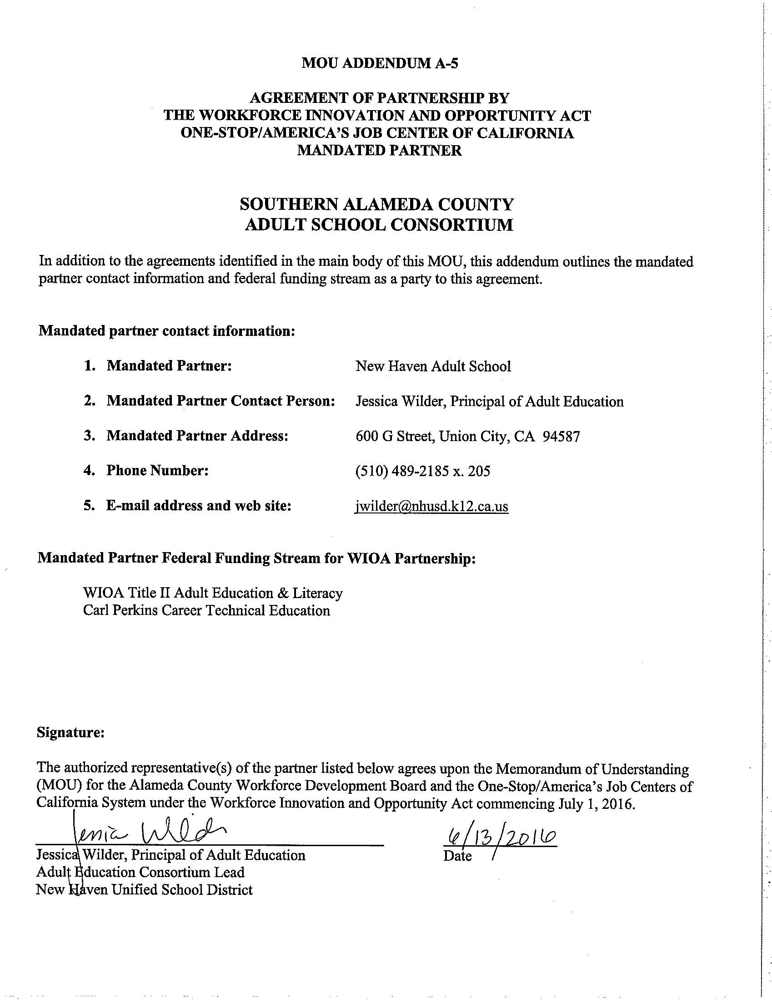 MOU ADDENDUM A-5
AGREEMENT OF PARTNERSHIP BY
THE WORKFORCE INNOVATION AND OPPORTUNITY ACT
ONE-STOP/AMERICA'S JOB CENTER OF CALIFORNIA
MANDATED PARTNER
SOUTHERN ALAMEDA COUNTY
ADULT SCHOOL CONSORTIUM
In addition to the agreements identified in the main body of this MOU, this addendum outlines the mandated
partner contact information and federal funding stream as a party to this agreement.
Mandated partner contact information:
1. Mandated Partner: New Haven Adult School
2. Mandated Partner Contact Person: Jessica Wilder, Principal of Adult Education
3. Mandated Partner Address: 600 G Street, Union City, CA 94587
4. Phone Number: (510) 489-2185 x. 205
5. E-mail address and web site: jwilder@nhusd.k12.ca.us
Mandated Partner Federal Funding Stream for WIOA Partnership:
WIOA Title II Adult Education & Literacy
Carl Perkins Career Technical Education
Signature:
The authorized representative(s) of the partner listed below agrees upon the Memorandum of Understanding
(MOU) for the Alameda County Workforce Development Board and the One-Stop/America's Job Centers of
California System under the Workforce Innovation and Opportunity Act commencing July 1, 2016.
Jessica Wilder 6/13/2016
Jessica Wilder, Principal of Adult Education Date
Adult Education Consortium Lead
New Haven Unified School District